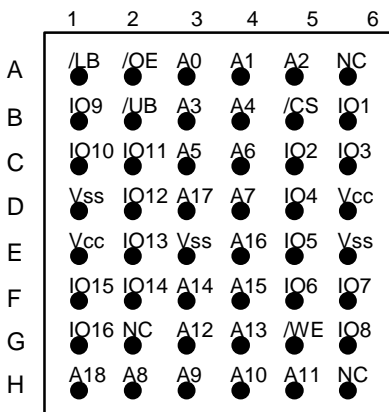 1 2 3 4 5 6
A /LB /OE A0 A1 A2 NC
B IO9 /UB A3 A4 /CS IO1
C IO10 IO11 A5 A6 IO2 IO3
D Vss IO12 A17 A7 IO4 Vcc
E Vcc IO13 Vss A16 IO5 Vss
F IO15 IO14 A14 A15 IO6 IO7
G IO16 NC A12 A13 /WE IO8
H A18 A8 A9 A10 A11 NC